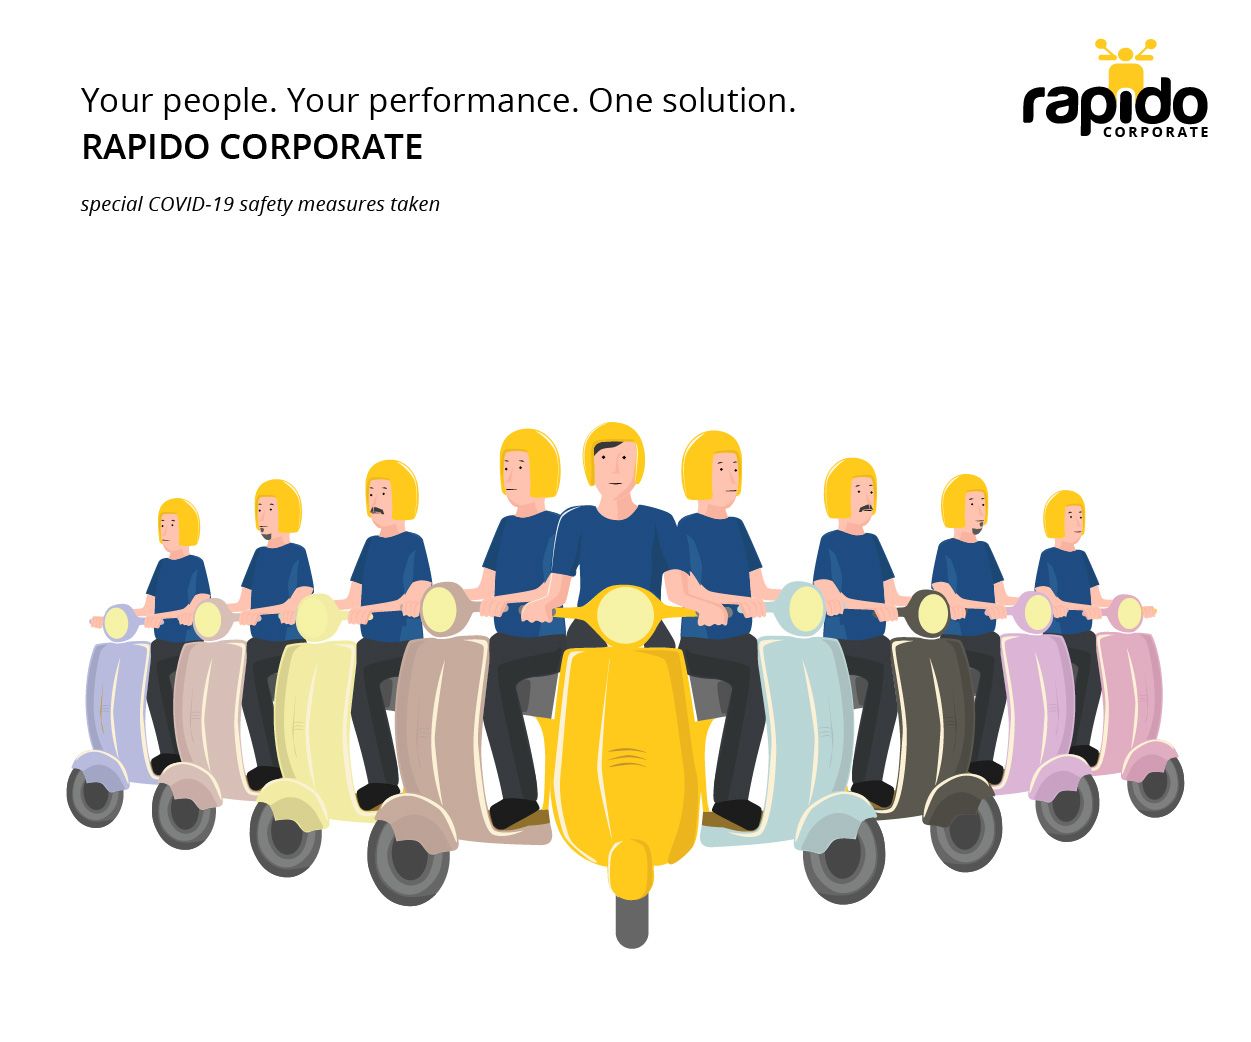 Your people. Your performance. One solution.
RAPIDO CORPORATE
special COVID-19 safety measures taken
rapido
CORPORATE